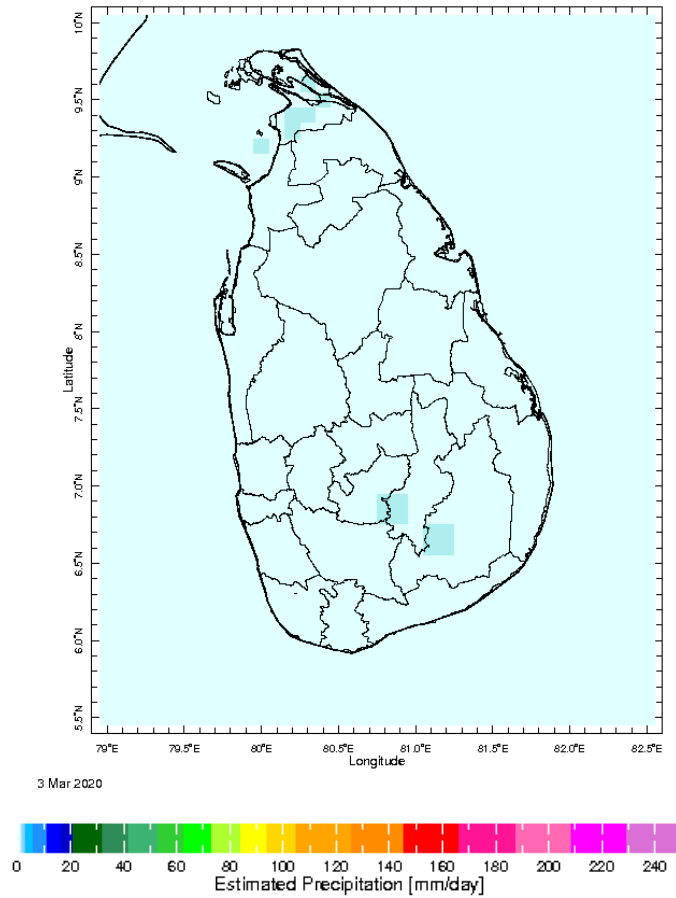 10°N
9.5°N
9°N
8.5°N
8°N
7.5°N
7.0°N
6.5°N
6.0°N
5.5°N
Latitude
79°E 79.5°E 80°E 80.5°E 81.0°E 81.5°E 82.0°E 82.5°E
Longitude
3 Mar 2020
0 20 40 60 80 100 120 140 160 180 200 220 240
Estimated Precipitation [mm/day]